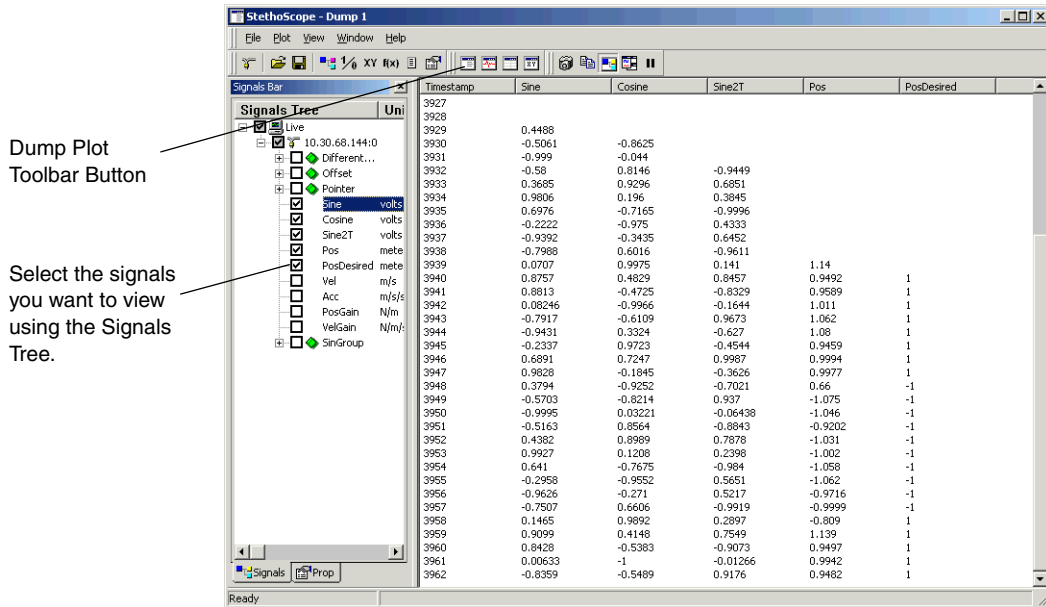 StethoScope - Dump 1
File Plot View Window Help
XY f(x)
XY
Signals Bar
Signals Tree Uni
Live
10.30.68.144:0
Different...
Offset
Pointer
Sine volts
Cosine volts
Sine2T volts
Pos mete
PosDesired mete
Vel m/s
Acc m/s/s
PosGain N/m
VelGain N/m/
SinGroup
Signals Prop
Timestamp Sine Cosine Sine2T Pos PosDesired
3927
3928
3929 0.4488
3930 -0.5061 -0.8625
3931 -0.999 -0.044
3932 -0.58 0.8146 -0.9449
3933 0.3685 0.9296 0.6851
3934 0.9806 0.196 0.3845
3935 0.6976 -0.7165 -0.9996
3936 -0.2222 -0.975 0.4333
3937 -0.9392 -0.3435 0.6452
3938 -0.7988 0.6016 -0.9611
3939 0.0707 0.9975 0.141 1.14
3940 0.8757 0.4829 0.8457 0.9492 1
3941 0.8813 -0.4725 -0.8329 0.9589 1
3942 0.08246 -0.9966 -0.1644 1.011 1
3943 -0.7917 -0.6109 0.9673 1.062 1
3944 -0.9431 0.3324 -0.627 1.08 1
3945 -0.2337 0.9723 -0.4544 0.9459 1
3946 0.6891 0.7247 0.9987 0.9994 1
3947 0.9828 -0.1845 -0.3626 0.9977 1
3948 0.3794 -0.9252 -0.7021 0.66 -1
3949 -0.5703 -0.8214 0.937 -1.075 -1
3950 -0.9995 0.03221 -0.06438 -1.046 -1
3951 -0.5163 0.8564 -0.8843 -0.9202 -1
3952 0.4382 0.8989 0.7878 -1.031 -1
3953 0.9927 0.1208 0.2398 -1.002 -1
3954 0.641 -0.7675 -0.984 -1.058 -1
3955 -0.2958 -0.9552 0.5651 -1.062 -1
3956 -0.9626 -0.271 0.5217 -0.9716 -1
3957 -0.7507 0.6606 -0.9919 -0.9999 -1
3958 0.1465 0.9892 0.2897 -0.809 1
3959 0.9099 0.4148 0.7549 1.139 1
3960 0.8428 -0.5383 -0.9073 0.9497 1
3961 0.00633 -1 -0.01266 0.9942 1
3962 -0.8359 -0.5489 0.9176 0.9482 1
Ready
Dump Plot
Toolbar Button
Select the signals
you want to view
using the Signals
Tree.